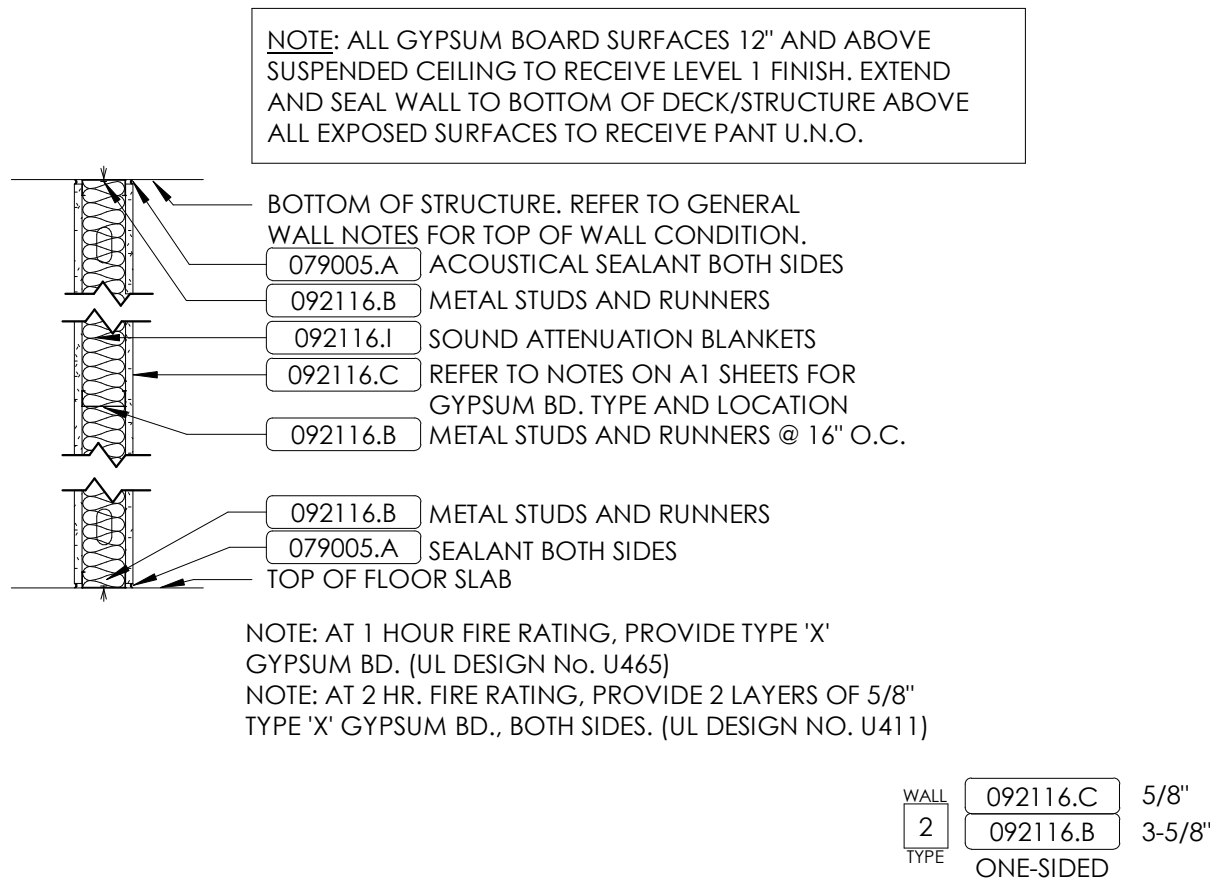 NOTE: ALL GYPSUM BOARD SURFACES 12" AND ABOVE
SUSPENDED CEILING TO RECEIVE LEVEL 1 FINISH. EXTEND
AND SEAL WALL TO BOTTOM OF DECK/STRUCTURE ABOVE
ALL EXPOSED SURFACES TO RECEIVE PANT U.N.O.
BOTTOM OF STRUCTURE. REFER TO GENERAL
WALL NOTES FOR TOP OF WALL CONDITION.
079005.A ACOUSTICAL SEALANT BOTH SIDES
092116.B METAL STUDS AND RUNNERS
092116.I SOUND ATTENUATION BLANKETS
092116.C REFER TO NOTES ON A1 SHEETS FOR
GYPSUM BD. TYPE AND LOCATION
092116.B METAL STUDS AND RUNNERS @ 16" O.C.
092116.B METAL STUDS AND RUNNERS
079005.A SEALANT BOTH SIDES
TOP OF FLOOR SLAB
NOTE: AT 1 HOUR FIRE RATING, PROVIDE TYPE 'X'
GYPSUM BD. (UL DESIGN No. U465)
NOTE: AT 2 HR. FIRE RATING, PROVIDE 2 LAYERS OF 5/8"
TYPE 'X' GYPSUM BD., BOTH SIDES. (UL DESIGN NO. U411)
WALL
2
TYPE
092116.C 5/8"
092116.B 3-5/8"
ONE-SIDED